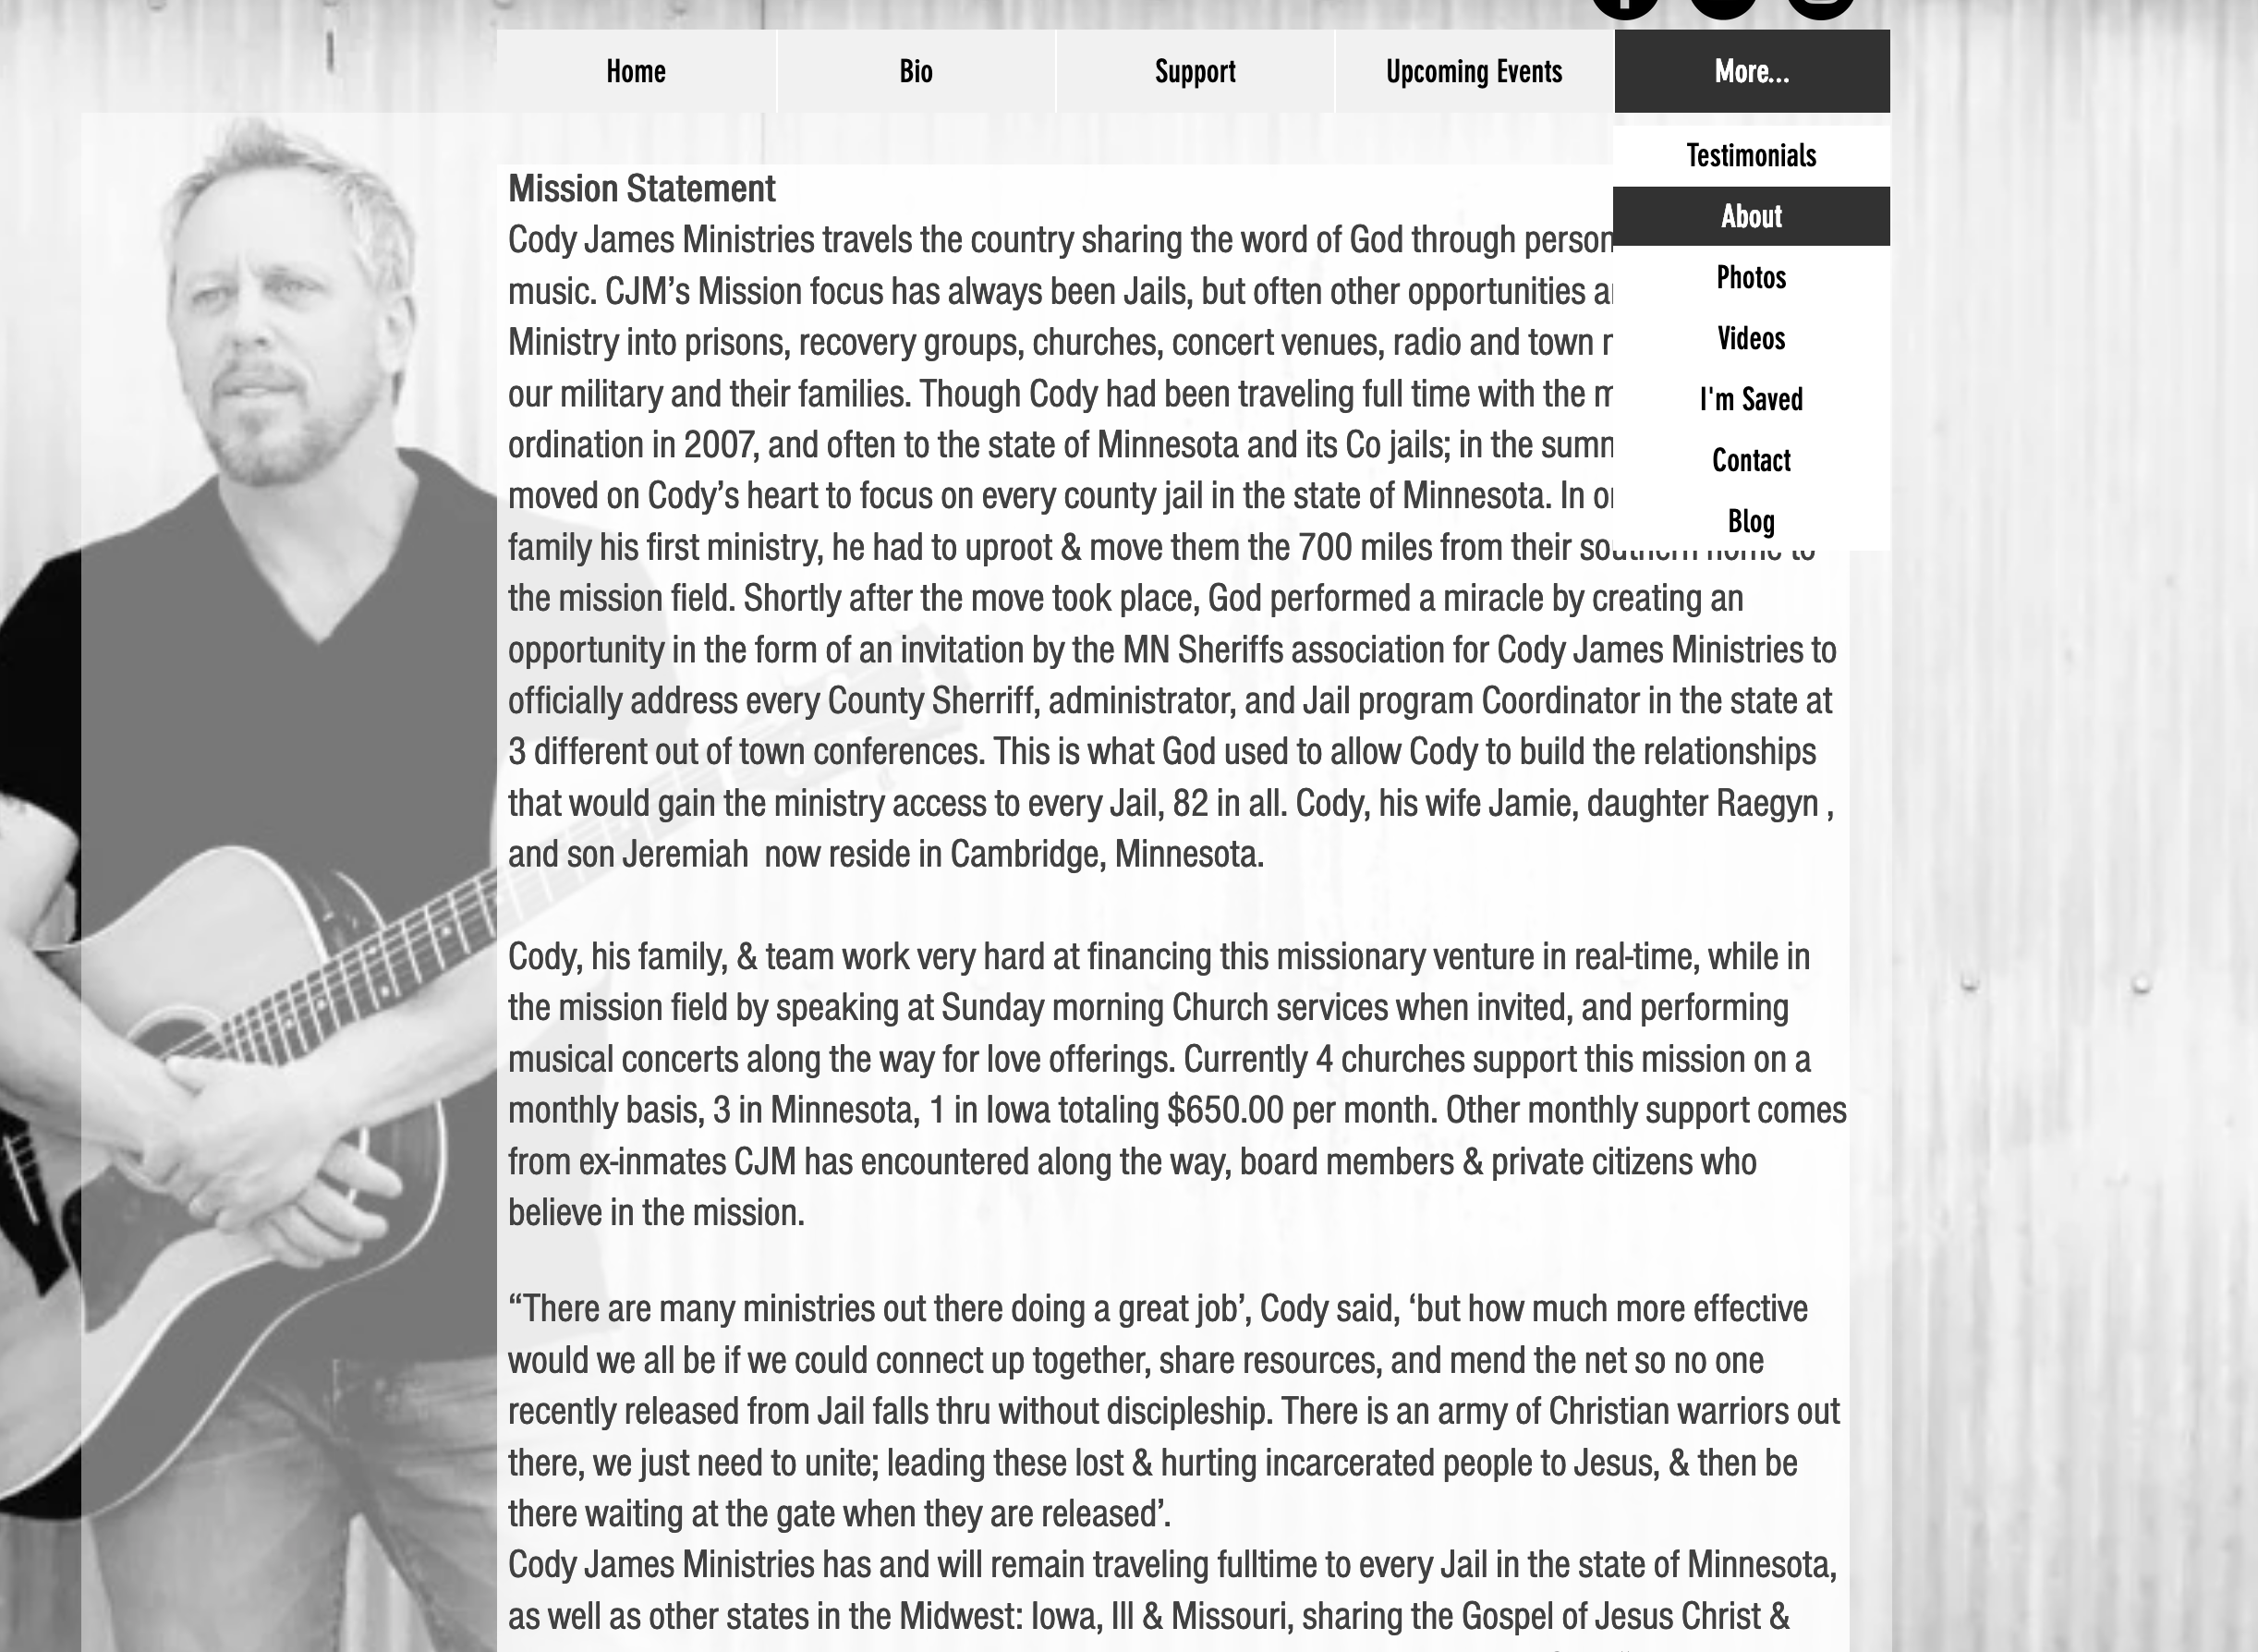 Home Bio Support Upcoming Events More...
Testimonials
About
Photos
Videos
I'm Saved
Contact
Blog
Mission Statement
Cody James Ministries travels the country sharing the word of God through
music. CJM’s Mission focus has always been Jails, but often other opportunities
Ministry into prisons, recovery groups, churches, concert venues, radio and town
our military and their families. Though Cody had been traveling full time with the
ordination in 2007, and often to the state of Minnesota and its Co jails; in the
moved on Cody’s heart to focus on every county jail in the state of Minnesota. In
family his first ministry, he had to uproot & move them the 700 miles from their southern home to
the mission field. Shortly after the move took place, God performed a miracle by creating an
opportunity in the form of an invitation by the MN Sheriffs association for Cody James Ministries to
officially address every County Sherriff, administrator, and Jail program Coordinator in the state at
3 different out of town conferences. This is what God used to allow Cody to build the relationships
that would gain the ministry access to every Jail, 82 in all. Cody, his wife Jamie, daughter Raegyn ,
and son Jeremiah  now reside in Cambridge, Minnesota.
Cody, his family, & team work very hard at financing this missionary venture in real-time, while in
the mission field by speaking at Sunday morning Church services when invited, and performing
musical concerts along the way for love offerings. Currently 4 churches support this mission on a
monthly basis, 3 in Minnesota, 1 in Iowa totaling $650.00 per month. Other monthly support comes
from ex-inmates CJM has encountered along the way, board members & private citizens who
believe in the mission.
“There are many ministries out there doing a great job’, Cody said, ‘but how much more effective
would we all be if we could connect up together, share resources, and mend the net so no one
recently released from Jail falls thru without discipleship. There is an army of Christian warriors out
there, we just need to unite; leading these lost & hurting incarcerated people to Jesus, & then be
there waiting at the gate when they are released’.
Cody James Ministries has and will remain traveling fulltime to every Jail in the state of Minnesota,
as well as other states in the Midwest: Iowa, Ill & Missouri, sharing the Gospel of Jesus Christ &